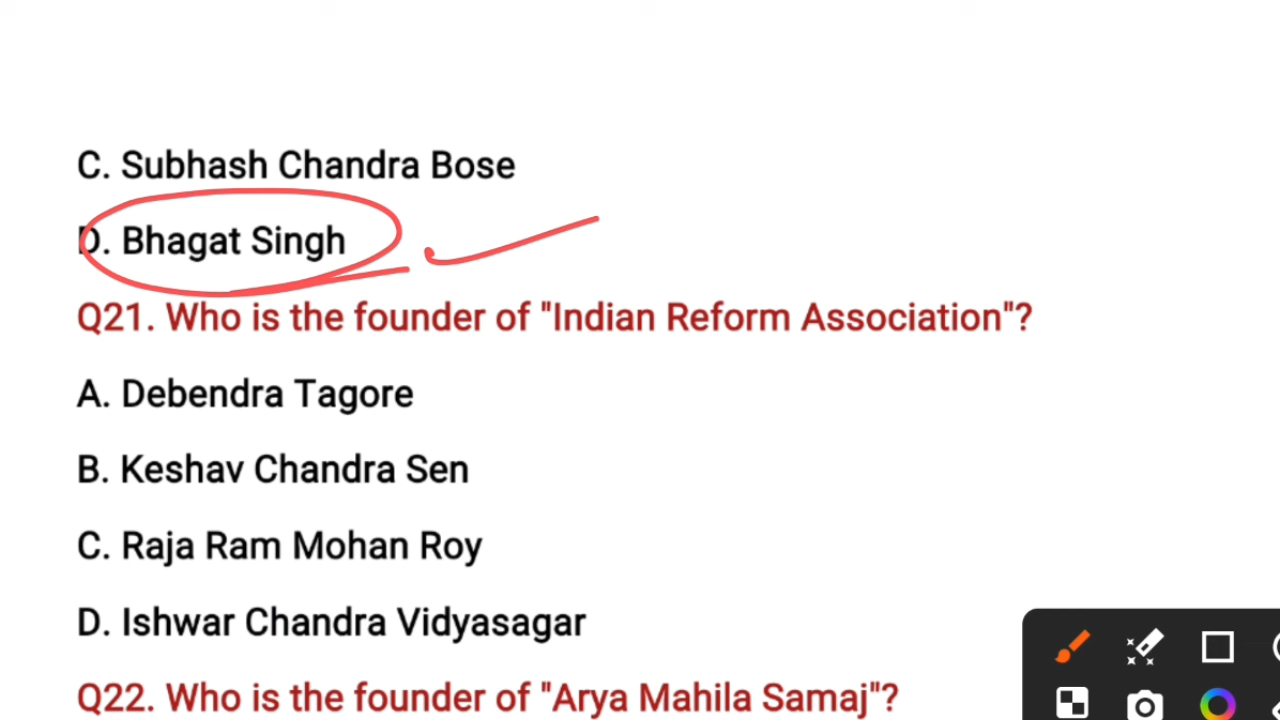 C. Subhash Chandra Bose
D. Bhagat Singh
Q21. Who is the founder of "Indian Reform Association"?
A. Debendra Tagore
B. Keshav Chandra Sen
C. Raja Ram Mohan Roy
D. Ishwar Chandra Vidyasagar
Q22. Who is the founder of "Arya Mahila Samaj"?